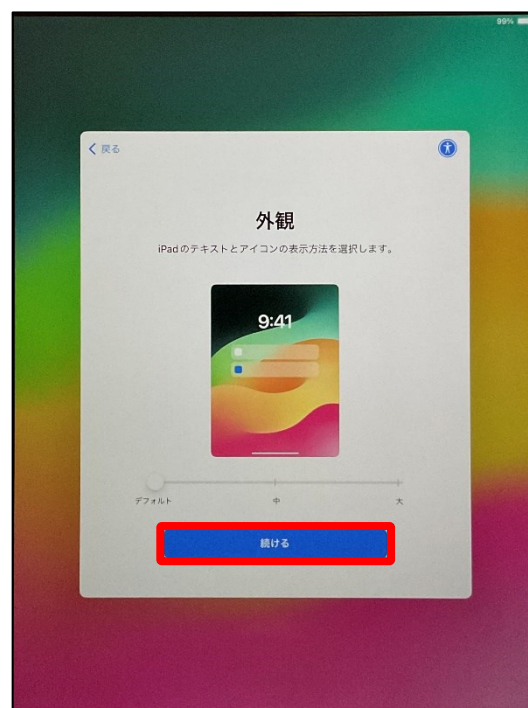 99%
戻る
外観
iPadのテキストとアイコンの表示方法を選択します。
9:41
デフォルト 中 大
続ける